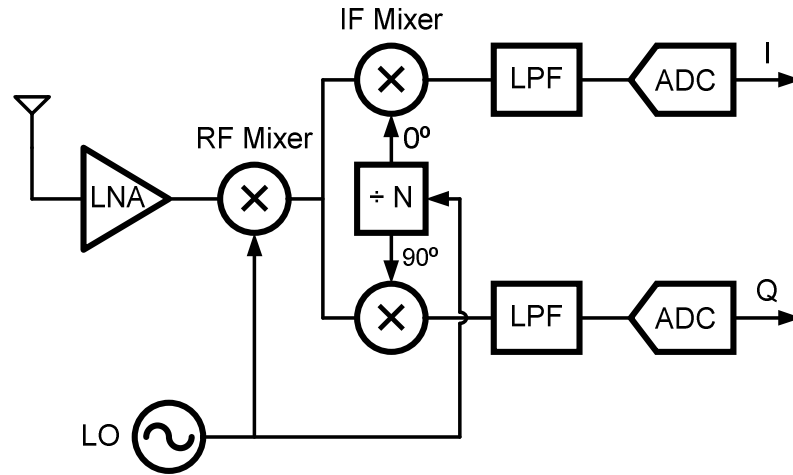 IF Mixer
LPF
ADC
I
RF Mixer
0º
LNA
÷ N
90º
LPF
ADC
Q
LO